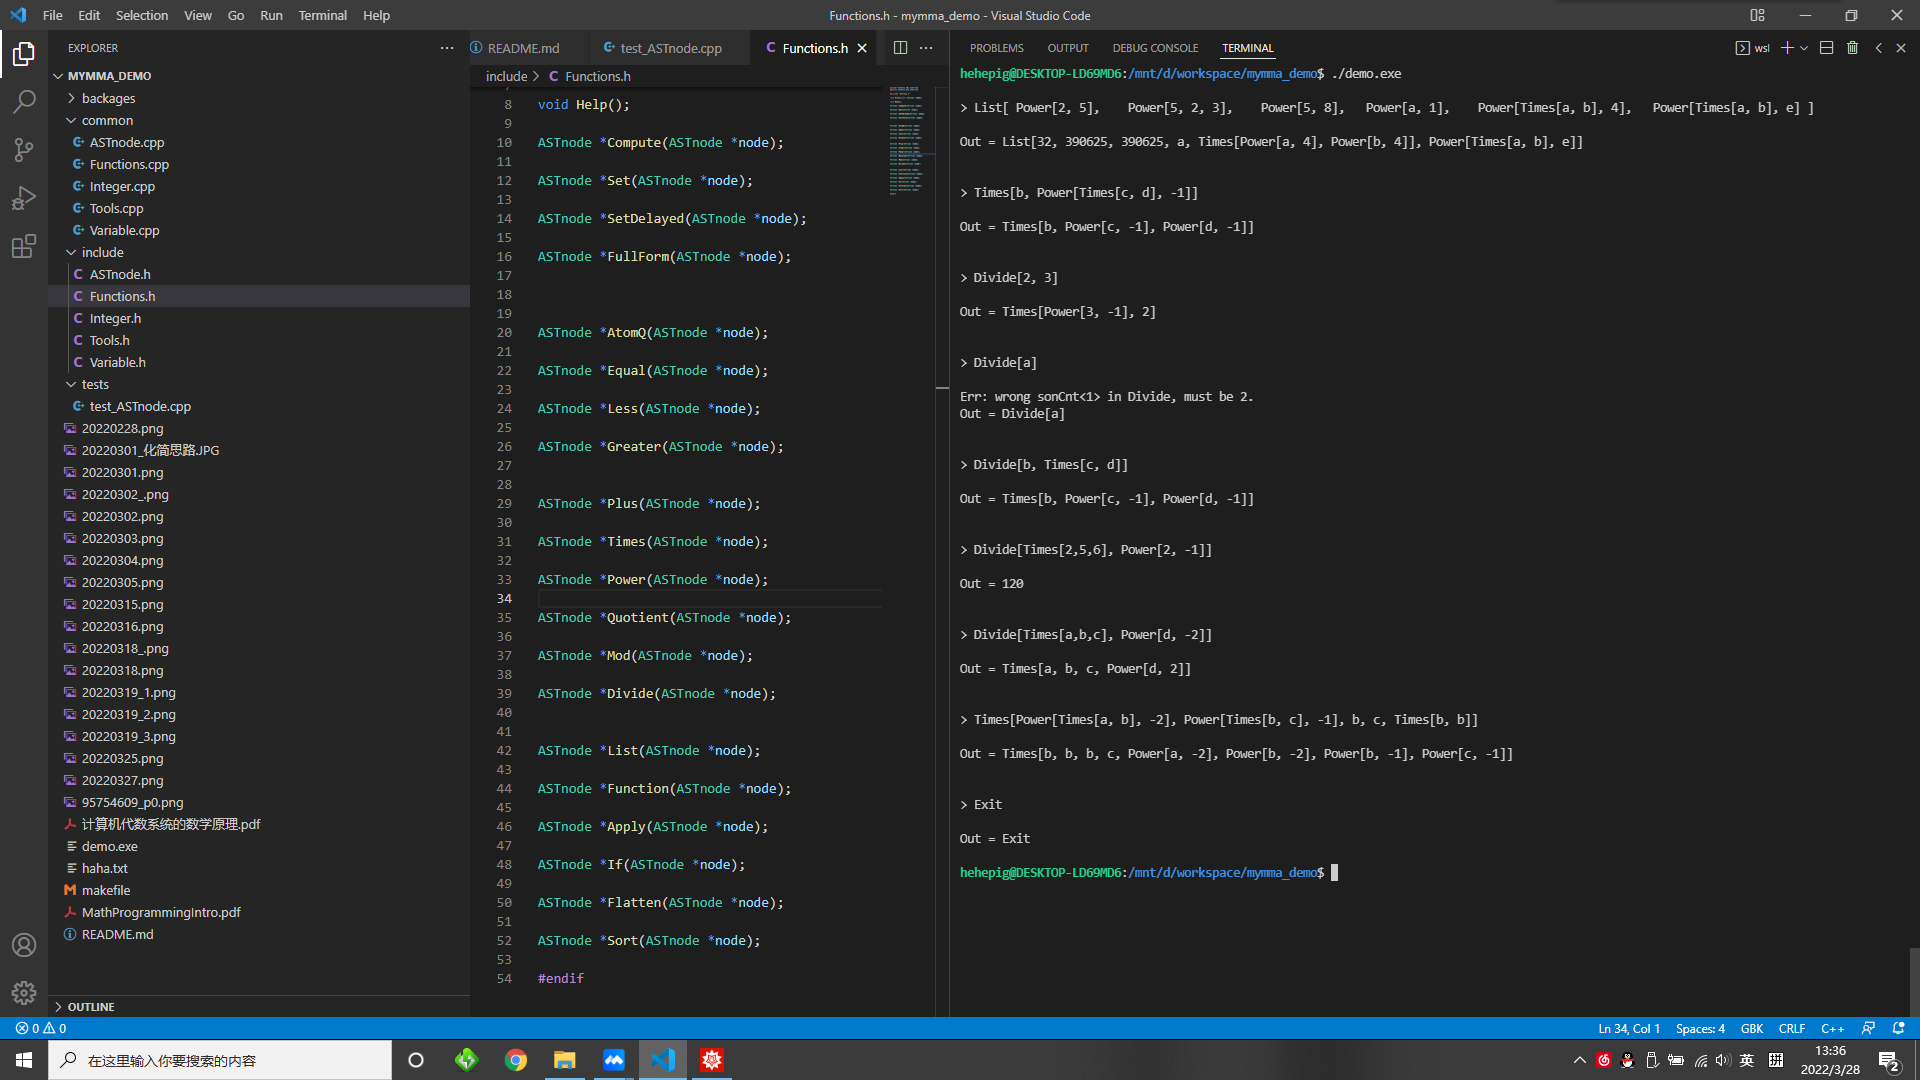 File Edit Selection View Go Run Terminal Help
Functions.h - mymma_demo - Visual Studio Code
EXPLORER
MYMMA_DEMO
backages
common
ASTnode.cpp
Functions.cpp
Integer.cpp
Tools.cpp
Variable.cpp
include
ASTnode.h
Functions.h
Integer.h
Tools.h
Variable.h
tests
test_ASTnode.cpp
20220228.png
20220301_化简思路.JPG
20220301.png
20220302_.png
20220302.png
20220303.png
20220304.png
20220305.png
20220315.png
20220316.png
20220318_.png
20220318.png
20220319_1.png
20220319_2.png
20220319_3.png
20220325.png
20220327.png
95754609_p0.png
计算机代数系统的数学原理.pdf
demo.exe
haha.txt
makefile
MathProgrammingIntro.pdf
README.md
OUTLINE
README.md test_ASTnode.cpp Functions.h
include > Functions.h
8 void Help();
9
10 ASTnode *Compute(ASTnode *node);
11
12 ASTnode *Set(ASTnode *node);
13
14 ASTnode *SetDelayed(ASTnode *node);
15
16 ASTnode *FullForm(ASTnode *node);
17
18
19
20 ASTnode *AtomQ(ASTnode *node);
21
22 ASTnode *Equal(ASTnode *node);
23
24 ASTnode *Less(ASTnode *node);
25
26 ASTnode *Greater(ASTnode *node);
27
28
29 ASTnode *Plus(ASTnode *node);
30
31 ASTnode *Times(ASTnode *node);
32
33 ASTnode *Power(ASTnode *node);
34
35 ASTnode *Quotient(ASTnode *node);
36
37 ASTnode *Mod(ASTnode *node);
38
39 ASTnode *Divide(ASTnode *node);
40
41
42 ASTnode *List(ASTnode *node);
43
44 ASTnode *Function(ASTnode *node);
45
46 ASTnode *Apply(ASTnode *node);
47
48 ASTnode *If(ASTnode *node);
49
50 ASTnode *Flatten(ASTnode *node);
51
52 ASTnode *Sort(ASTnode *node);
53
54 #endif
PROBLEMS OUTPUT DEBUG CONSOLE TERMINAL
wsl
hehepig@DESKTOP-LD69MD6:/mnt/d/workspace/mymma_demo$ ./demo.exe
> List[ Power[2, 5], Power[5, 2, 3], Power[5, 8], Power[a, 1], Power[Times[a, b], 4], Power[Times[a, b], e] ]
Out = List[32, 390625, 390625, a, Times[Power[a, 4], Power[b, 4]], Power[Times[a, b], e]]
> Times[b, Power[Times[c, d], -1]]
Out = Times[b, Power[c, -1], Power[d, -1]]
> Divide[2, 3]
Out = Times[Power[3, -1], 2]
> Divide[a]
Err: wrong sonCnt<1> in Divide, must be 2.
Out = Divide[a]
> Divide[b, Times[c, d]]
Out = Times[b, Power[c, -1], Power[d, -1]]
> Divide[Times[2,5,6], Power[2, -1]]
Out = 120
> Divide[Times[a,b,c], Power[d, -2]]
Out = Times[a, b, c, Power[d, 2]]
> Times[Power[Times[a, b], -2], Power[Times[b, c], -1], b, c, Times[b, b]]
Out = Times[b, b, b, c, Power[a, -2], Power[b, -2], Power[b, -1], Power[c, -1]]
> Exit
Out = Exit
hehepig@DESKTOP-LD69MD6:/mnt/d/workspace/mymma_demo$
0 0
Ln 34, Col 1 Spaces: 4 GBK CRLF C++
在这里输入你要搜索的内容
英
13:36
2022/3/28
2